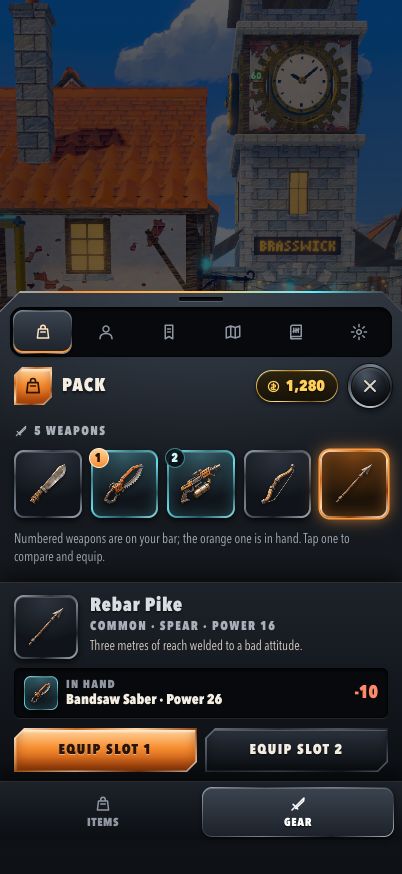 60
BRASSWICK
PACK
1,280
5 WEAPONS
1
2
Numbered weapons are on your bar; the orange one is in hand. Tap one to
compare and equip.
Rebar Pike
COMMON · SPEAR · POWER 16
Three metres of reach welded to a bad attitude.
IN HAND
Bandsaw Saber · Power 26
-10
EQUIP SLOT 1
EQUIP SLOT 2
ITEMS
GEAR